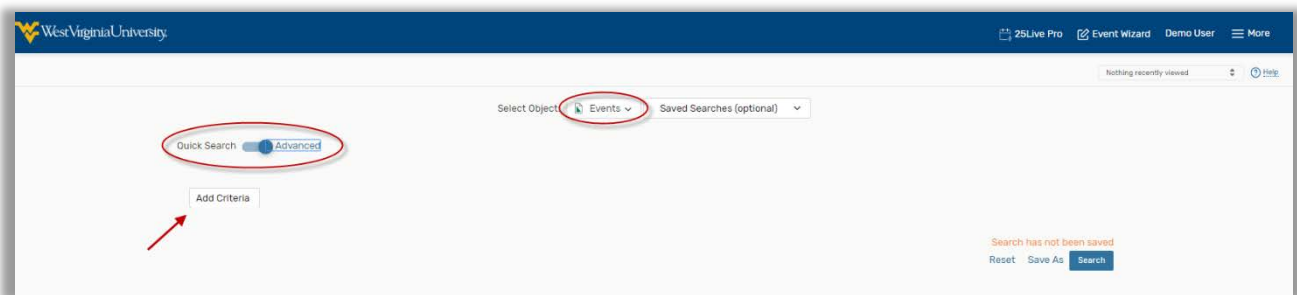 WestVirginiaUniversity.
25Live Pro Event Wizard Demo User More
Nothing recently viewed Help
Select Object: Events Saved Searches (optional)
Quick Search Advanced
Add Criteria
Search has not been saved
Reset Save As Search